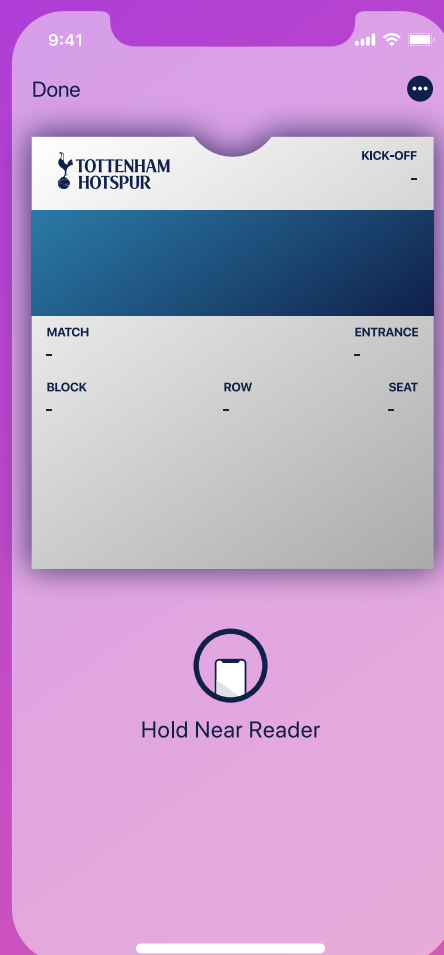 9:41
Done
TOTTENHAM
HOTSPUR
KICK-OFF
-
MATCH ENTRANCE
- -
BLOCK ROW SEAT
- - -
Hold Near Reader